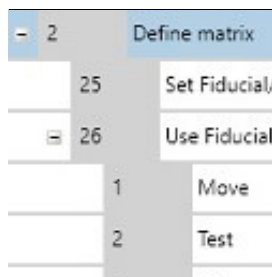 2 Define matrix
25 Set Fiducial/
26 Use Fiducial
1 Move
2 Test